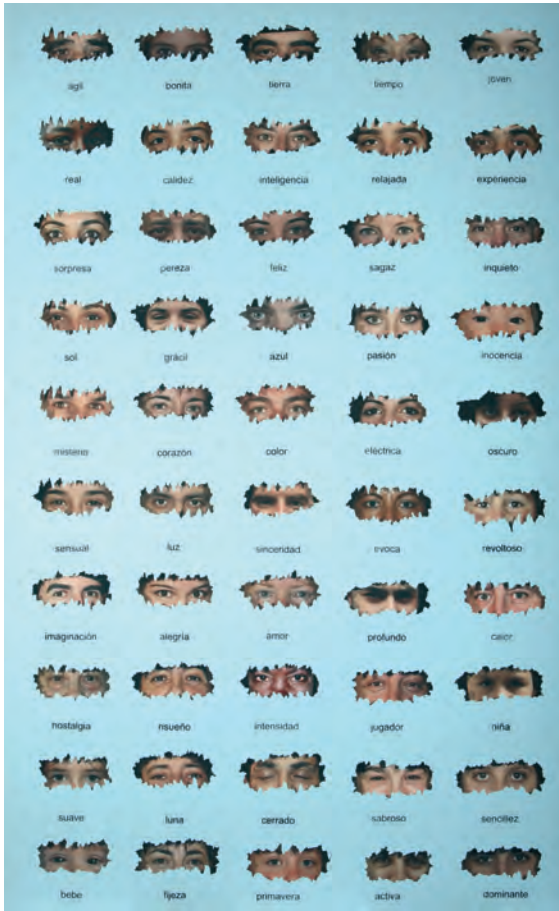 ágil bonita tierra tiempo joven
real calidez inteligencia relajada experiencia
sorpresa pereza feliz sagaz inquieto
sol grácil azul pasión inocencia
misterio corazón color eléctrica oscuro
sensual luz sinceridad evoca revoltoso
imaginación alegría amor profundo calor
nostalgia risueño intensidad jugador niña
suave luna cerrado sabroso sencillez
bebe fijeza primavera activa dominante